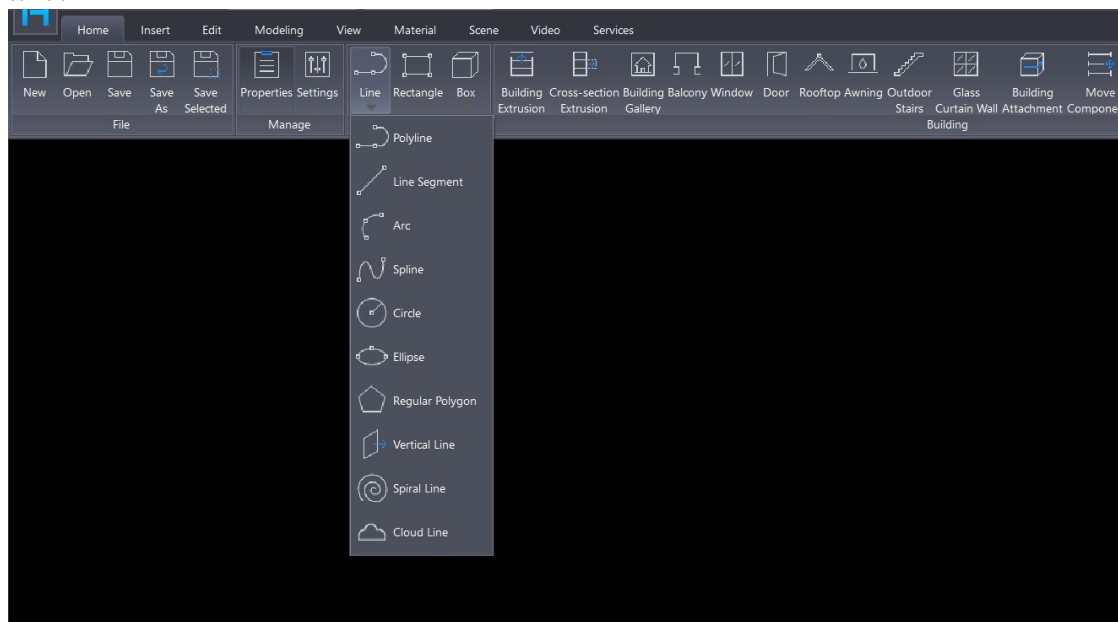 Home Insert Edit Modeling View Material Scene Video Services
New Open Save Save As Save Selected Properties Settings Line Rectangle Box Building Extrusion Cross-section Extrusion Building Gallery Balcony Window Door Rooftop Awning Outdoor Stairs Glass Curtain Wall Building Attachment Move Compone
File Manage Building
Polyline
Line Segment
Arc
Spline
Circle
Ellipse
Regular Polygon
Vertical Line
Spiral Line
Cloud Line